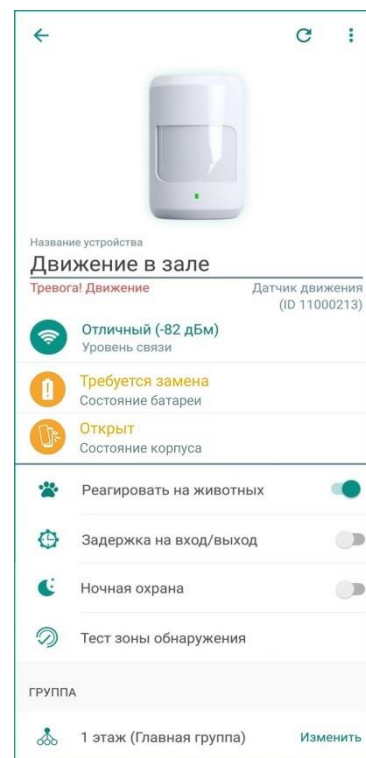 Название устройства
Движение в зале
Тревога! Движение
Датчик движения
(ID 11000213)
Отличный (-82 дБм)
Уровень связи
Требуется замена
Состояние батареи
Открыт
Состояние корпуса
Реагировать на животных
Задержка на вход/выход
Ночная охрана
Тест зоны обнаружения
ГРУППА
1 этаж (Главная группа) Изменить